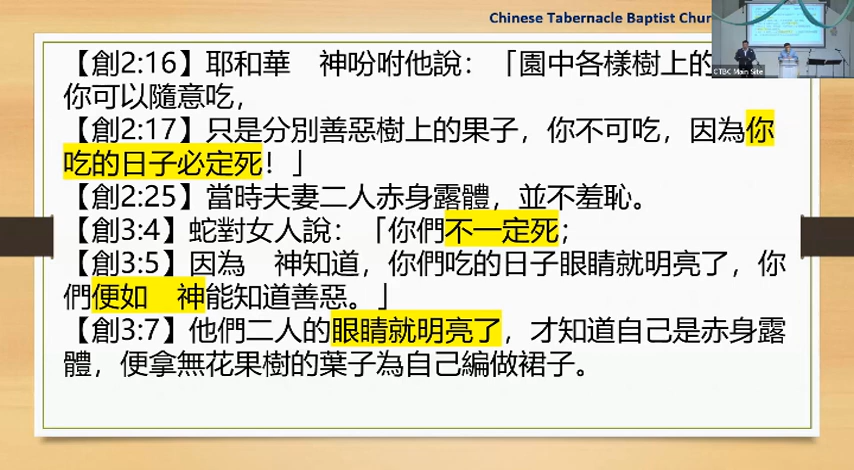 Chinese Tabernacle Baptist Chur
【創2:16】耶和華　神吩咐他說：「園中各樣樹上的
你可以隨意吃，
【創2:17】只是分別善惡樹上的果子，你不可吃，因為你
吃的日子必定死！」
【創2:25】當時夫妻二人赤身露體，並不羞恥。
【創3:4】蛇對女人說：「你們不一定死；
【創3:5】因為　神知道，你們吃的日子眼睛就明亮了，你
們便如　神能知道善惡。」
【創3:7】他們二人的眼睛就明亮了，才知道自己是赤身露
體，便拿無花果樹的葉子為自己編做裙子。
CTBC Main Site